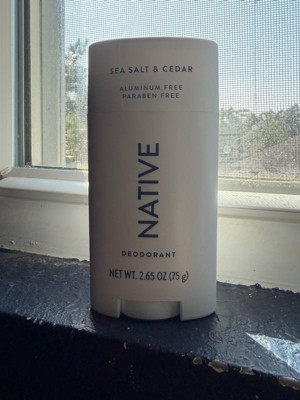 SEA SALT & CEDAR
ALUMINUM FREE
PARABEN FREE
NATIVE
DEODORANT
NET WT. 2.65 OZ (75 g)